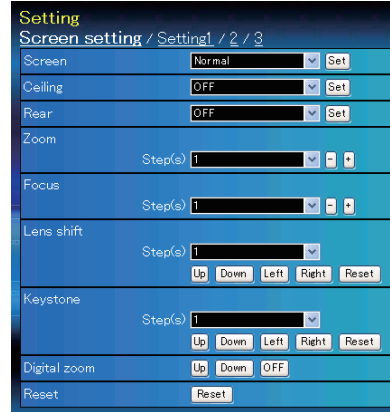 Setting
Screen setting / Setting1 / 2 / 3
Screen Normal Set
Ceiling OFF Set
Rear OFF Set
Zoom
Step(s) 1 - +
Focus
Step(s) 1 - +
Lens shift
Step(s) 1
Up Down Left Right Reset
Keystone
Step(s) 1
Up Down Left Right Reset
Digital zoom Up Down OFF
Reset Reset